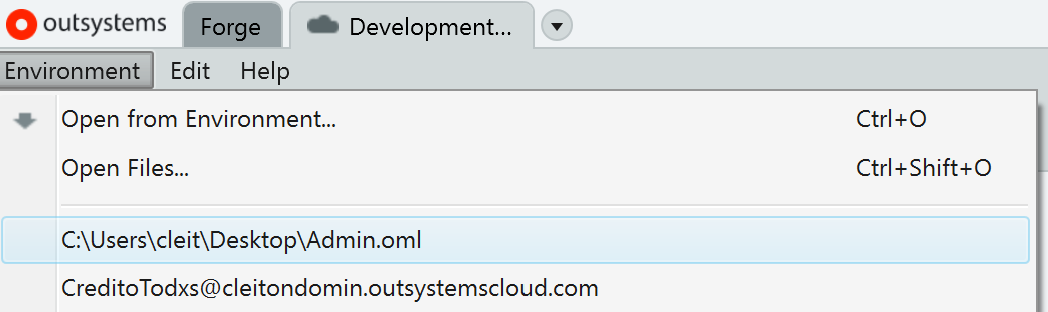 outsystems Forge Development...
Environment Edit Help
Open from Environment... Ctrl+O
Open Files... Ctrl+Shift+O
C:\Users\cleit\Desktop\Admin.oml
CreditoTodxs@cleitondomin.outsystemscloud.com